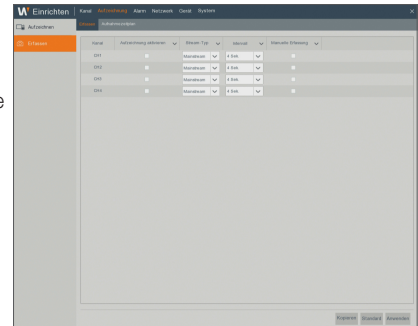 e
W Einrichten Kanal Aufzeichnung Alarm Netzwerk Gerät System ×
Aufzeichnen Erfassen Aufnahmezeitplan
Erfassen
Kanal Aufzeichnung aktivieren Stream Typ Intervall Manuelle Erfassung
CH1 Mainstream 4 Sek.
CH2 Mainstream 4 Sek.
CH3 Mainstream 4 Sek.
CH4 Mainstream 4 Sek.
Kopieren Standard Anwenden